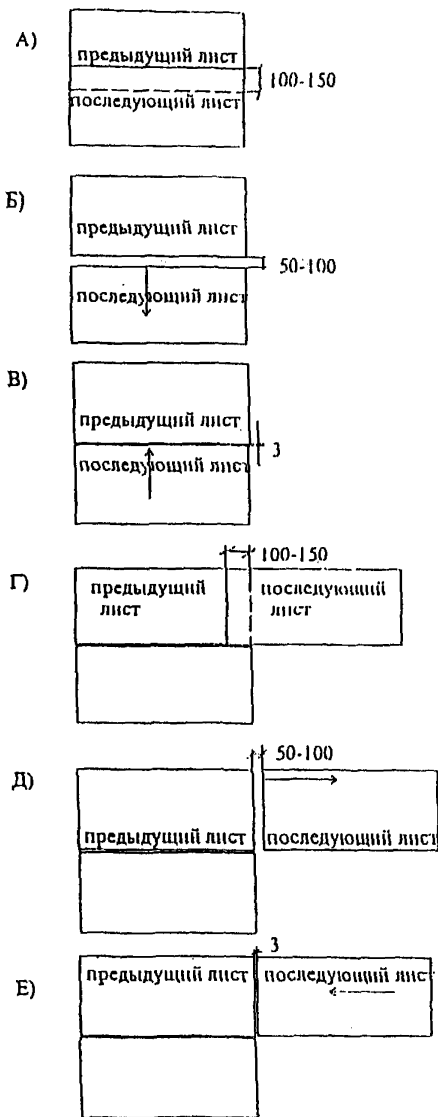 А)
предыдущий лист
100-150
последующий лист
Б)
предыдущий лист
50-100
последующий лист
В)
предыдущий лист
3
последующий лист
100-150
Г)
предыдущий последующий
лист лист
50-100
Д)
предыдущий лист последующий лист
3
предыдущий лист последующий лист
Е)